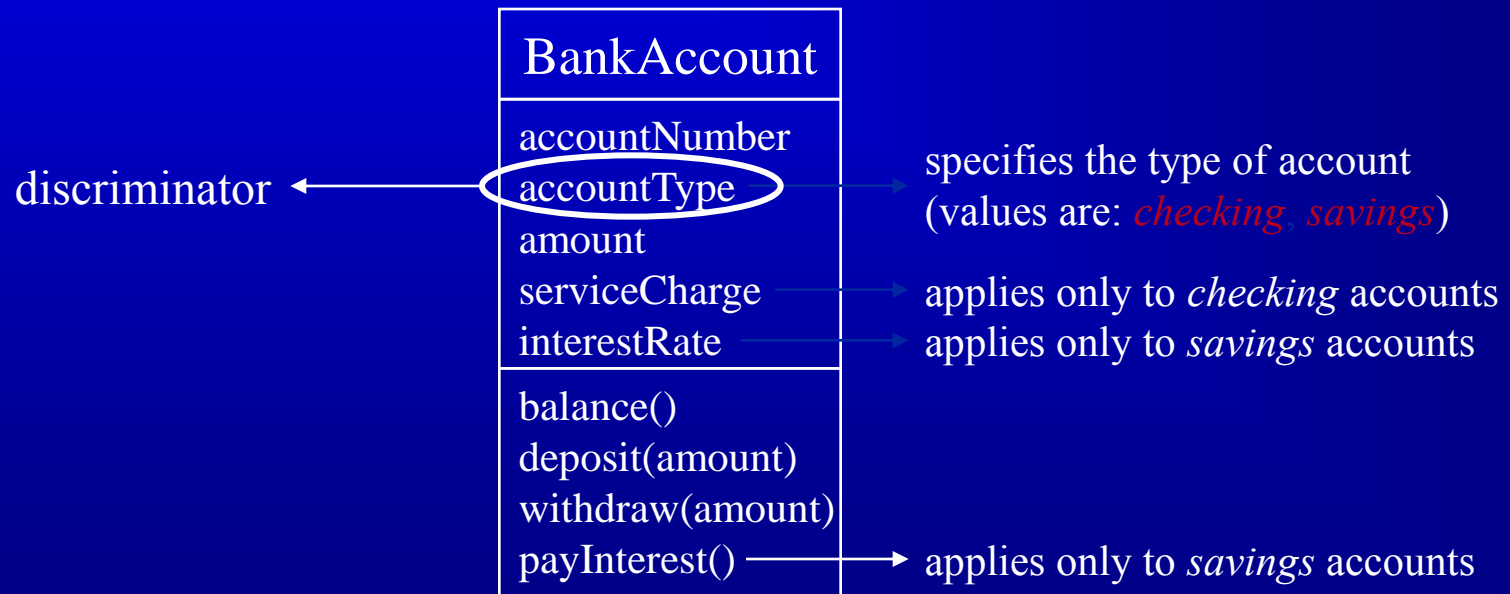 BankAccount
accountNumber
discriminator
accountType
specifies the type of account
(values are: checking, savings)
amount
serviceCharge
applies only to checking accounts
interestRate
applies only to savings accounts
balance()
deposit(amount)
withdraw(amount)
payInterest()
applies only to savings accounts